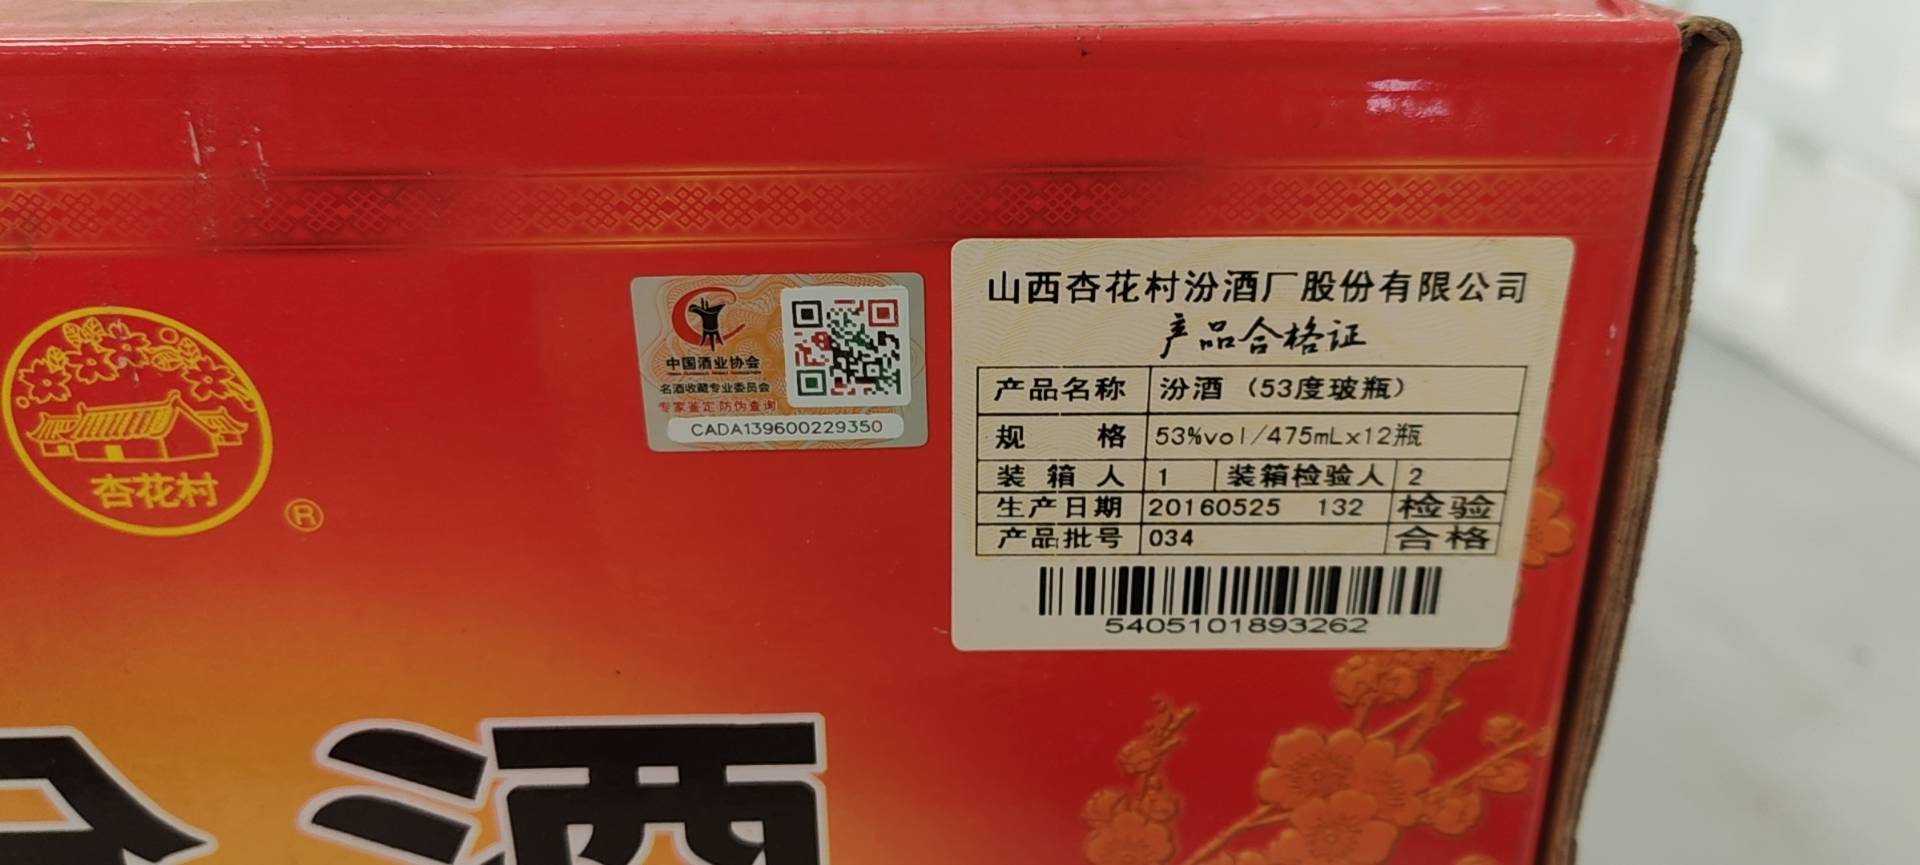 杏花村
®
中国酒业协会
名酒收藏专业委员会
专家鉴定 防伪查询
CADA139600229350
山西杏花村汾酒厂股份有限公司
产品合格证
产品名称 汾酒（53度玻瓶）
规 格 53%vol/475mLx12瓶
装 箱 人 1 装箱检验人 2
生产日期 20160525 132 检验
产品批号 034 合格
5405101893262
汾酒